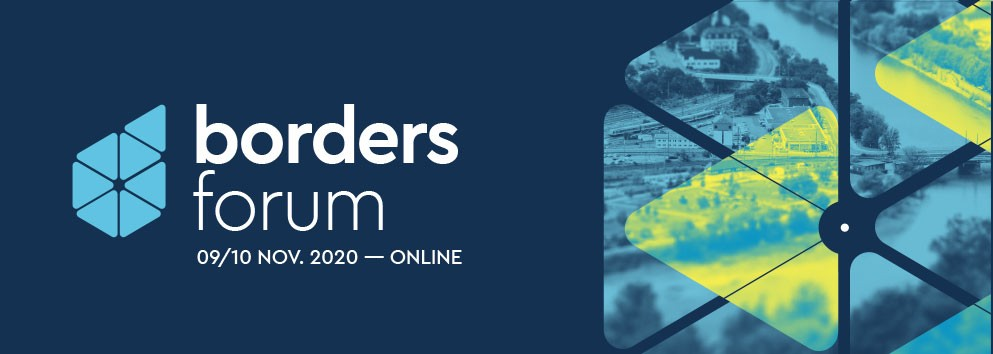 borders
forum
09/10 NOV. 2020 — ONLINE